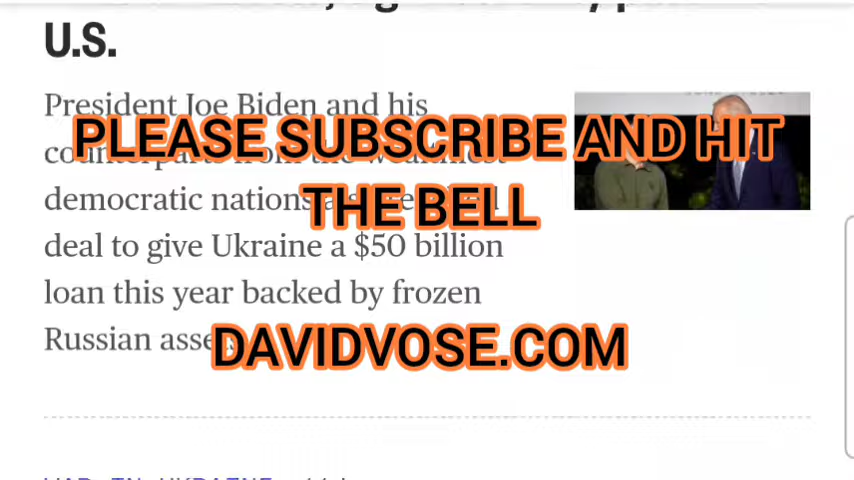 U.S.
President Joe Biden and his
PLEASE SUBSCRIBE AND HIT
THE BELL
democratic nations
deal to give Ukraine a $50 billion
loan this year backed by frozen
Russian
DAVIDVOSE.COM